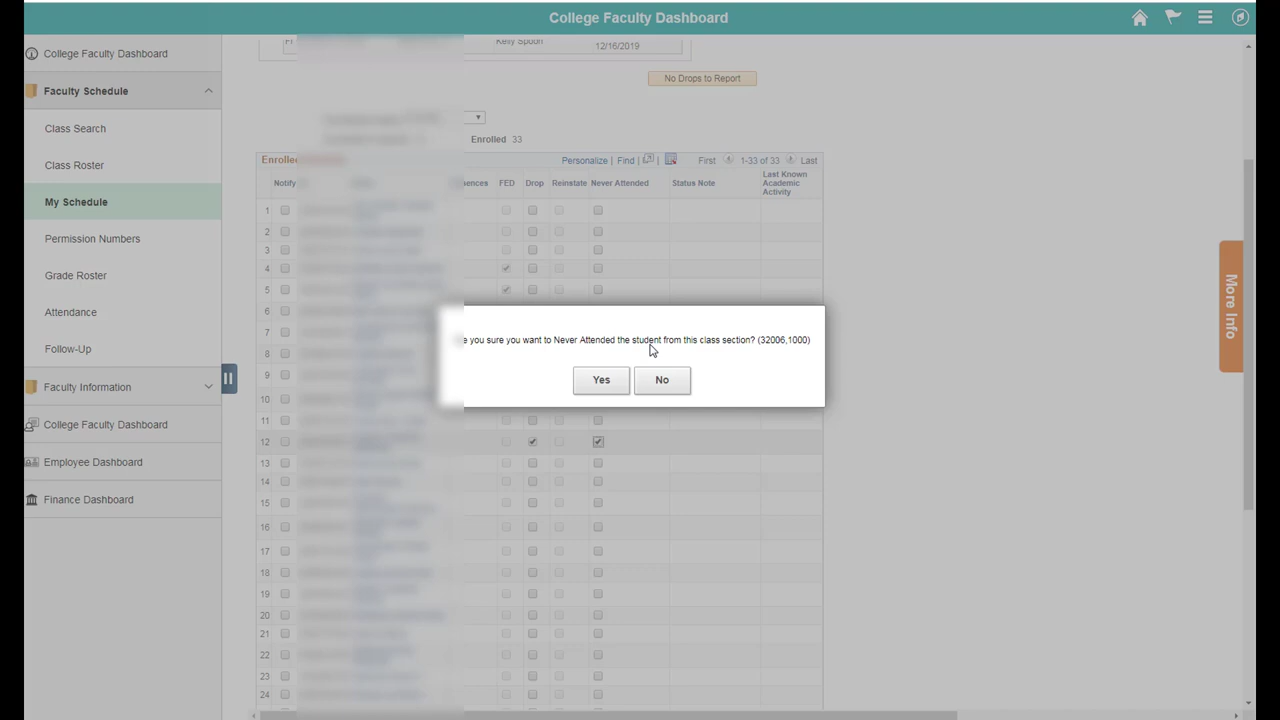 College Faculty Dashboard
College Faculty Dashboard
Faculty Schedule
Class Search
Class Roster
My Schedule
Permission Numbers
Grade Roster
Attendance
Follow-Up
Faculty Information
College Faculty Dashboard
Employee Dashboard
Finance Dashboard
Kelly Spoon
12/16/2019
No Drops to Report
Enrolled 33
Enrolled
Personalize | Find | | First 1-33 of 33 Last
Notify FED Drop Reinstate Never Attended Status Note Last Known Academic Activity
1
2
3
4
5
6
7
8
9
10
11
12
13
14
15
16
17
18
19
20
21
22
23
24
you sure you want to Never Attended the student from this class section? (32006,1000)
Yes No
More Info